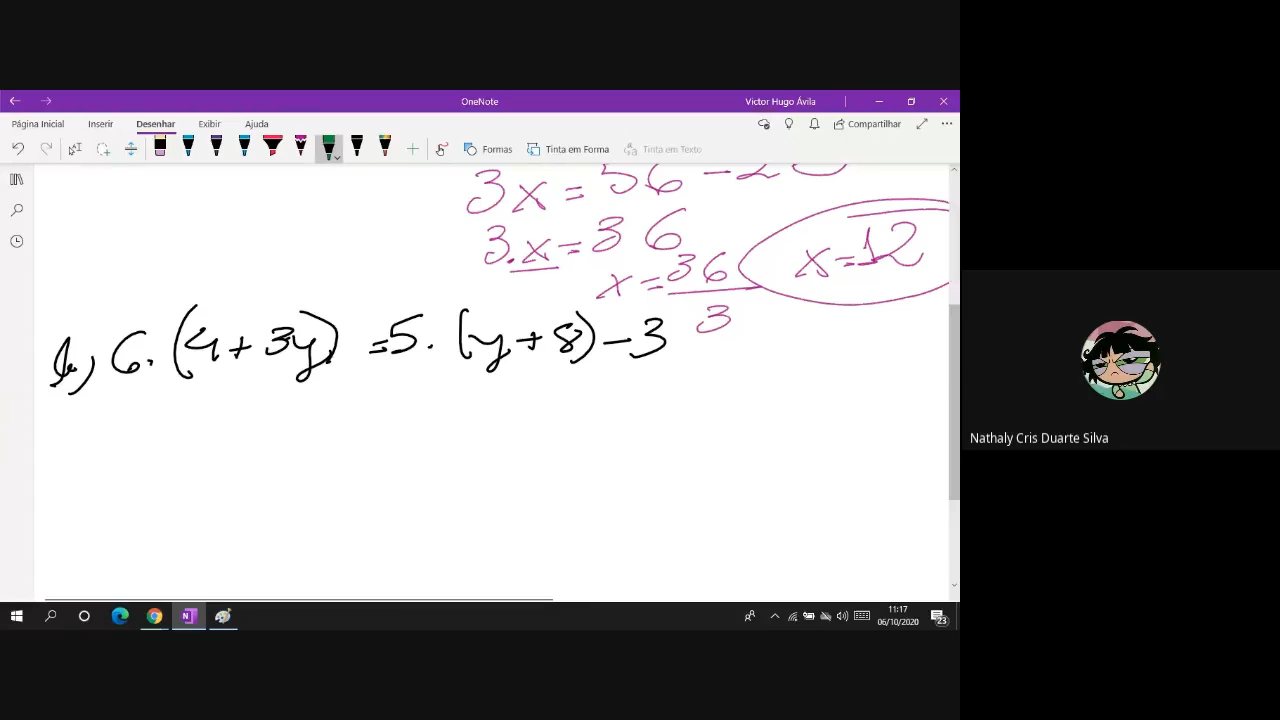 OneNote
Victor Hugo Ávila
Página Inicial Inserir Desenhar Exibir Ajuda
Compartilhar
Formas Tinta em Forma Tinta em Texto
3x = 56 - 20
3.x = 36
x = 36/3
x = 12
b) 6. (4 + 3y) = 5. (y + 8) - 3
Nathaly Cris Duarte Silva
11:17
06/10/2020
23